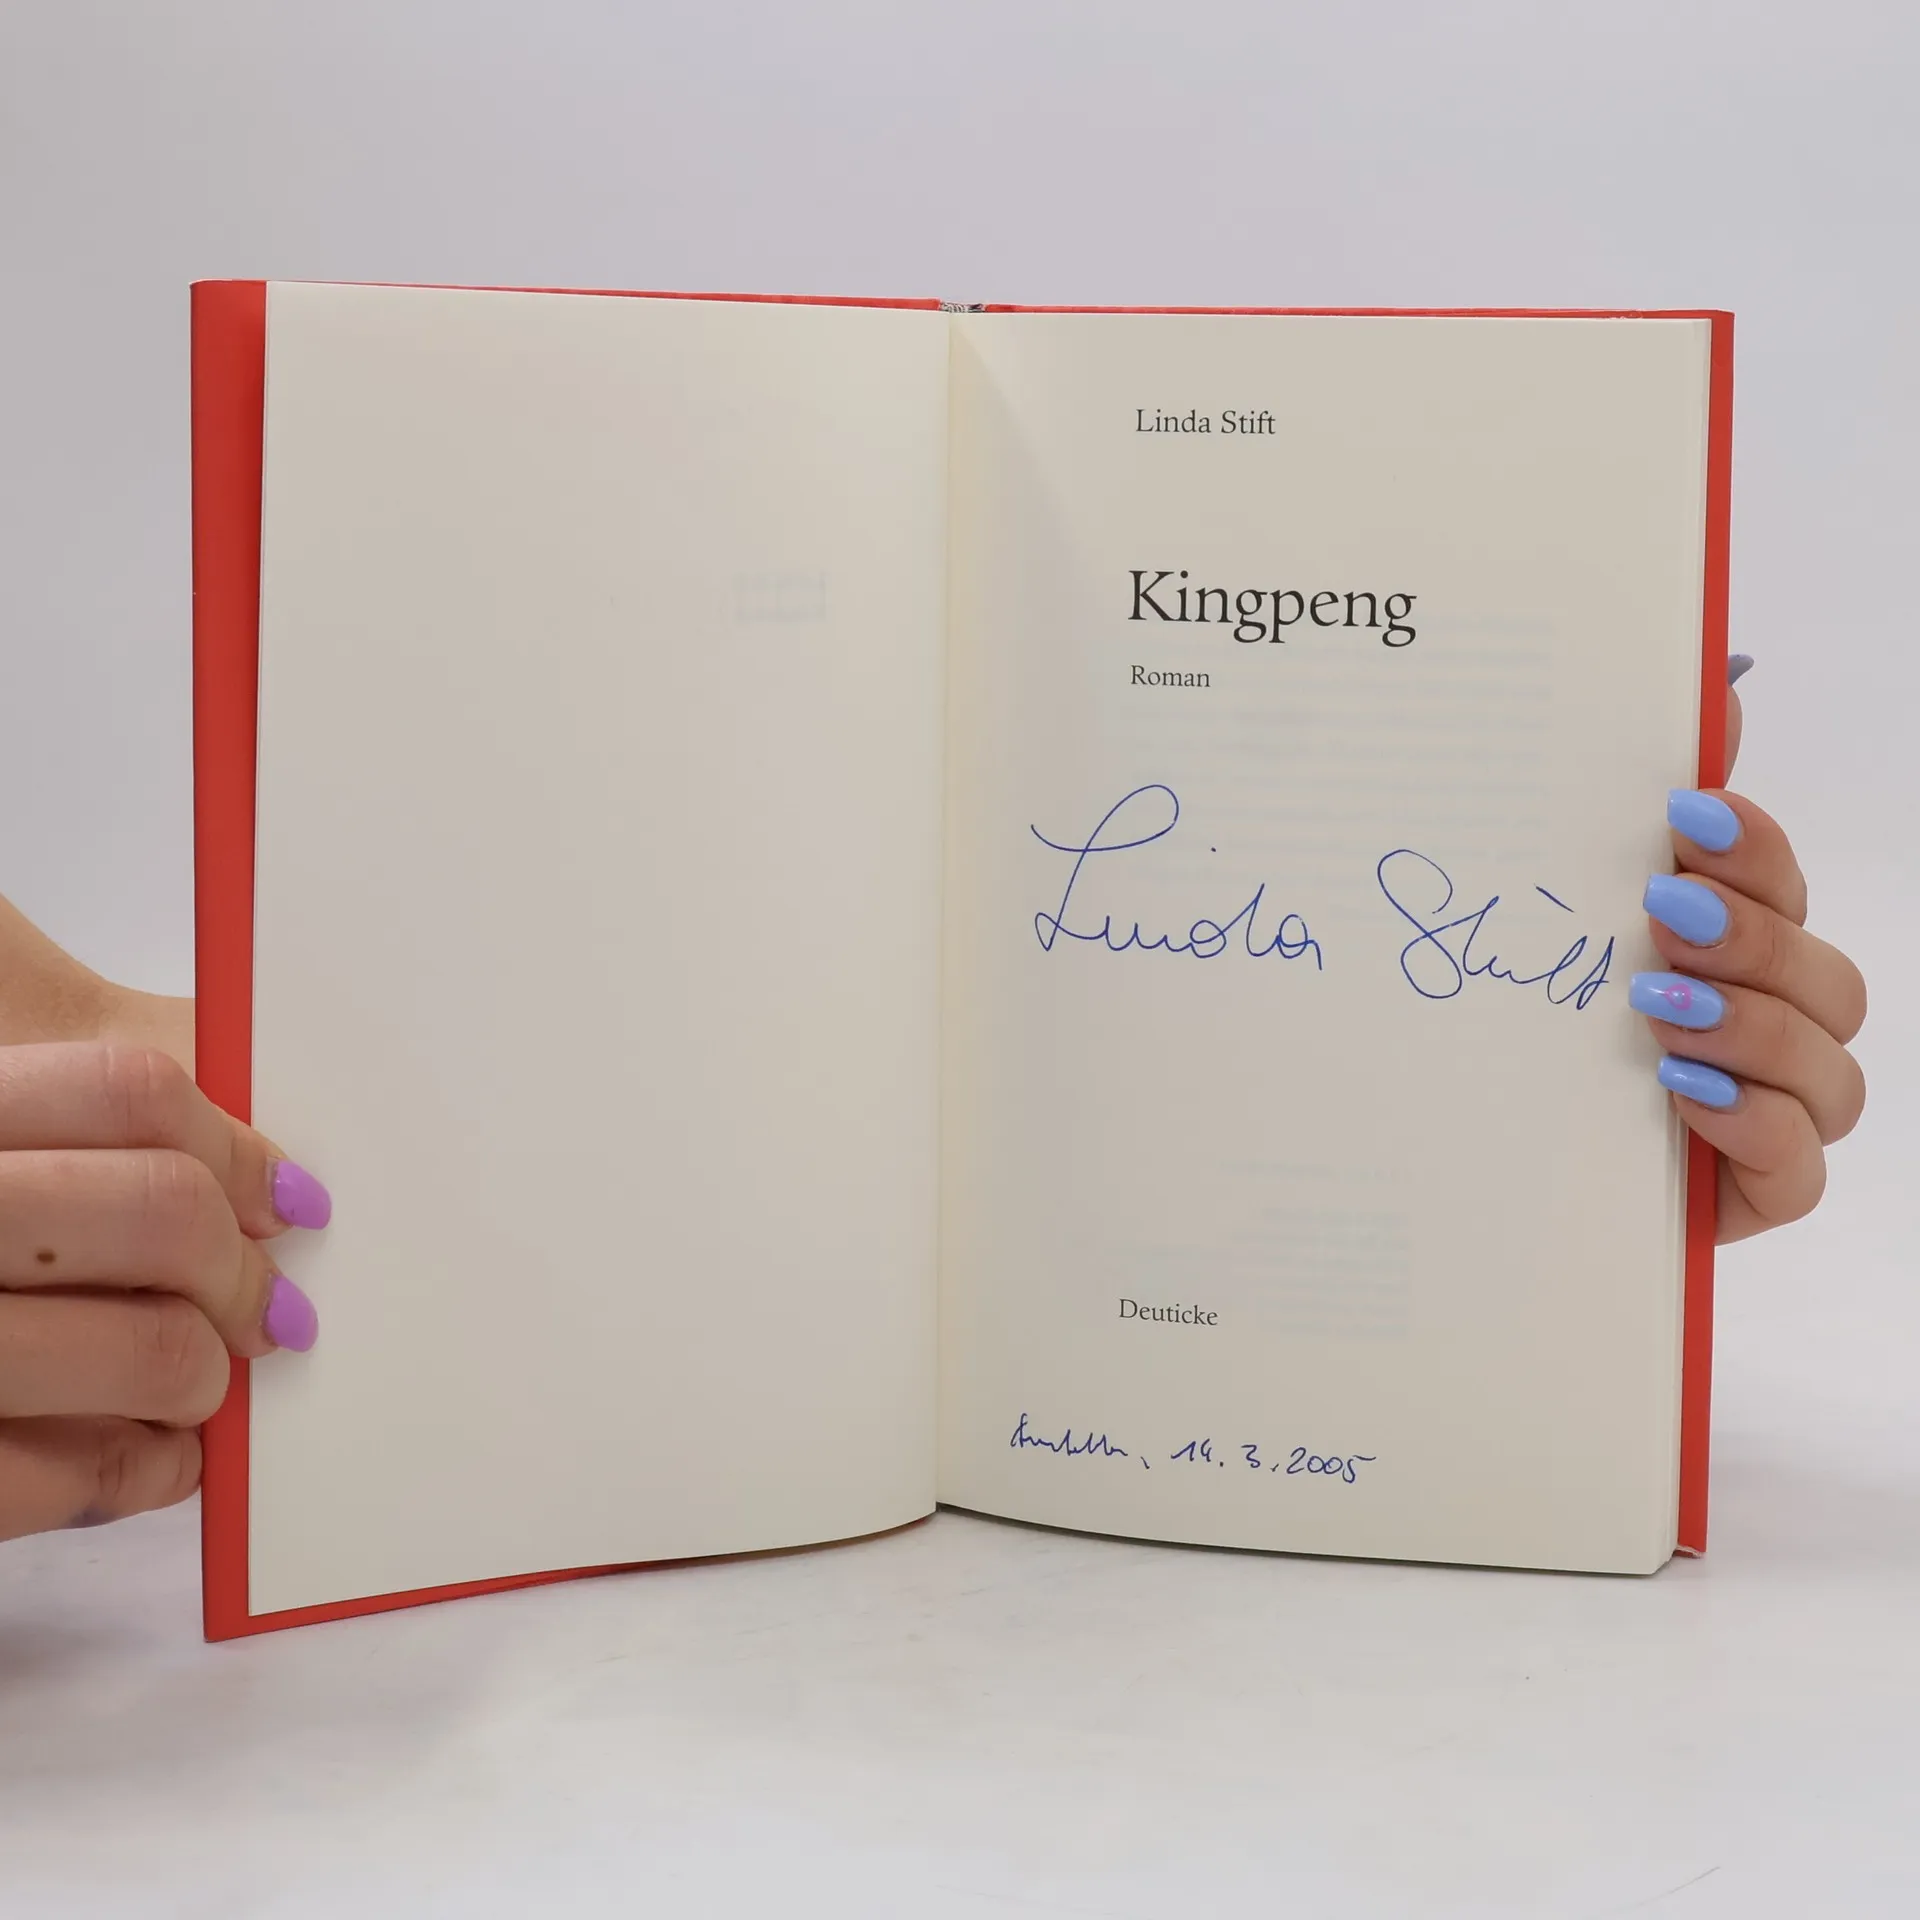 Linda Stift
Kingpeng
Roman
Linda Stift
Deuticke
14. 3. 2005